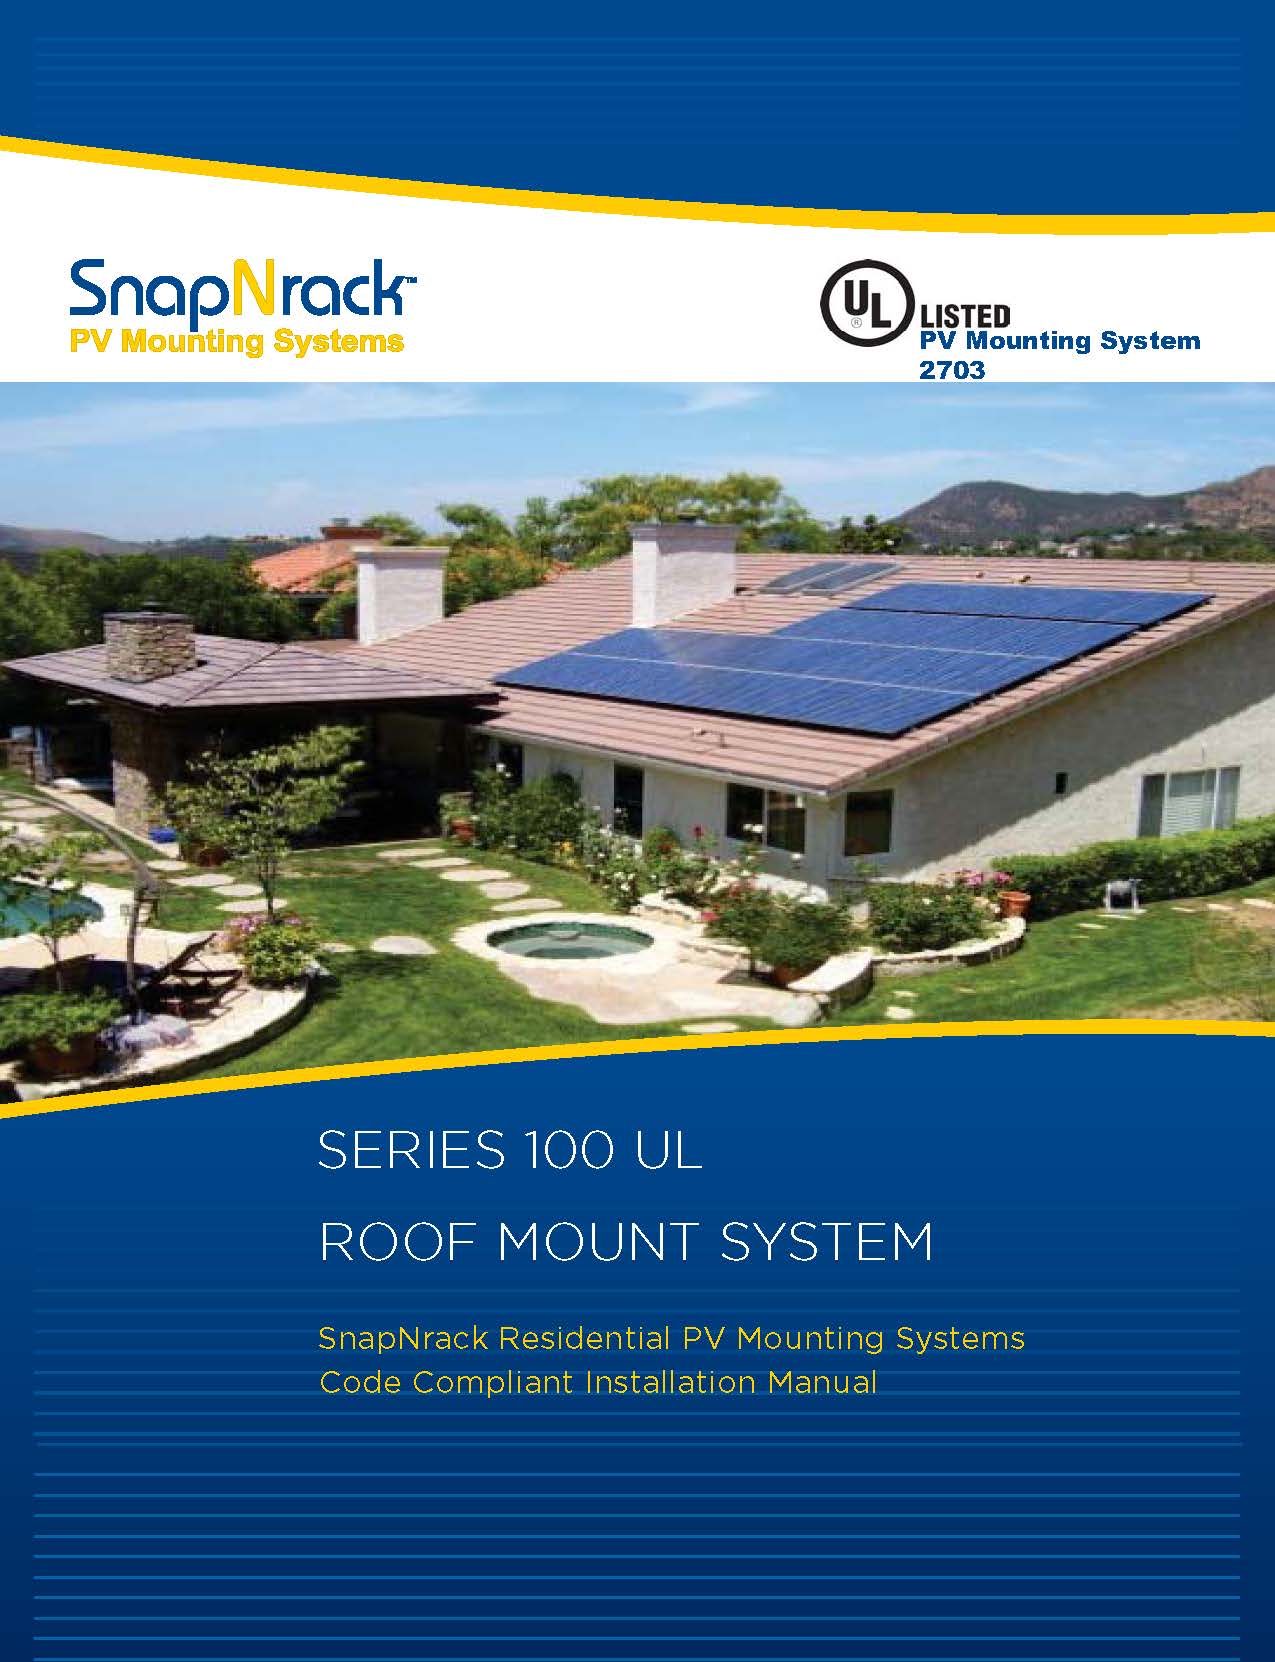 SnapNrack™
PV Mounting Systems
UL ® LISTED
PV Mounting System
2703
SERIES 100 UL
ROOF MOUNT SYSTEM
SnapNrack Residential PV Mounting Systems
Code Compliant Installation Manual